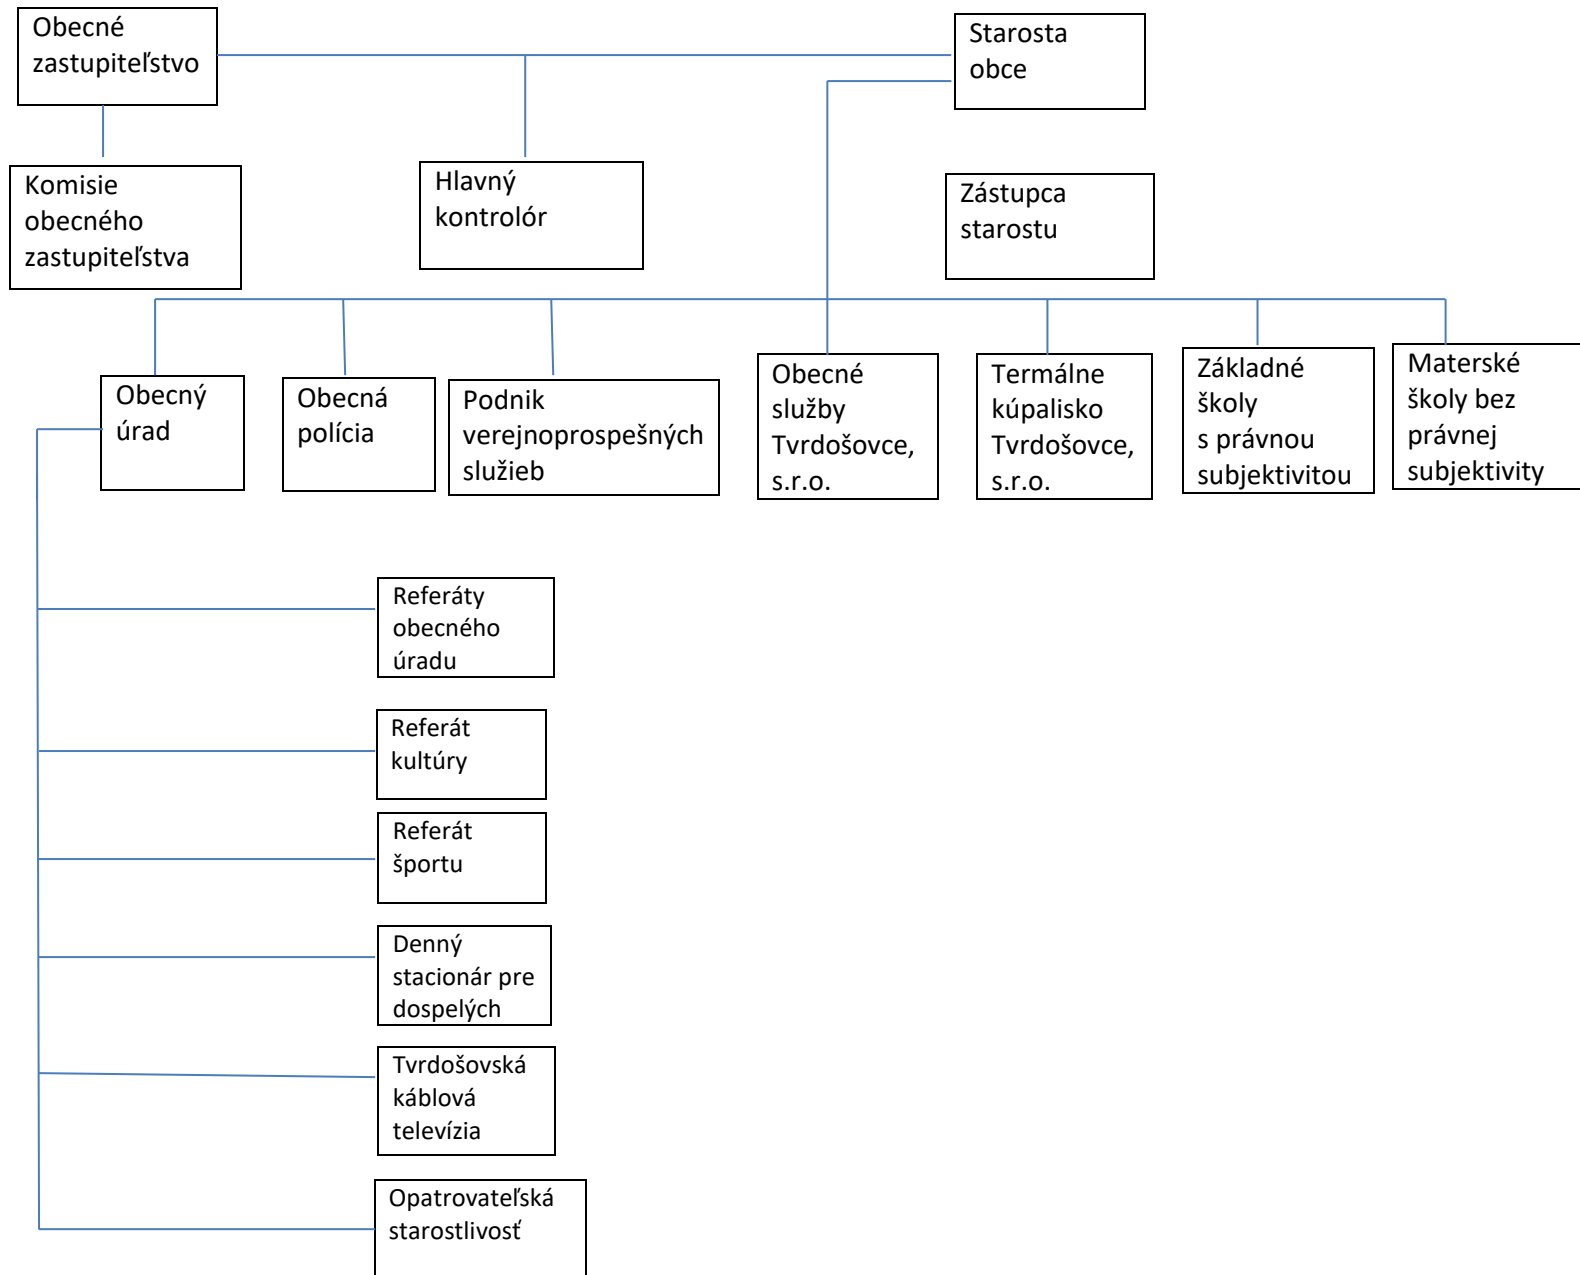 Obecné
zastupiteľstvo
Starosta
obce
Komisie
obecného
zastupiteľstva
Hlavný
kontrolór
Zástupca
starostu
Obecný
úrad
Obecná
polícia
Podnik
verejnoprospešných
služieb
Obecné
služby
Tvrdošovce,
s.r.o.
Termálne
kúpalisko
Tvrdošovce,
s.r.o.
Základné
školy
s právnou
subjektivitou
Materské
školy bez
právnej
subjektivity
Referáty
obecného
úradu
Referát
kultúry
Referát
športu
Denný
stacionár pre
dospelých
Tvrdošovská
káblová
televízia
Opatrovateľská
starostlivosť